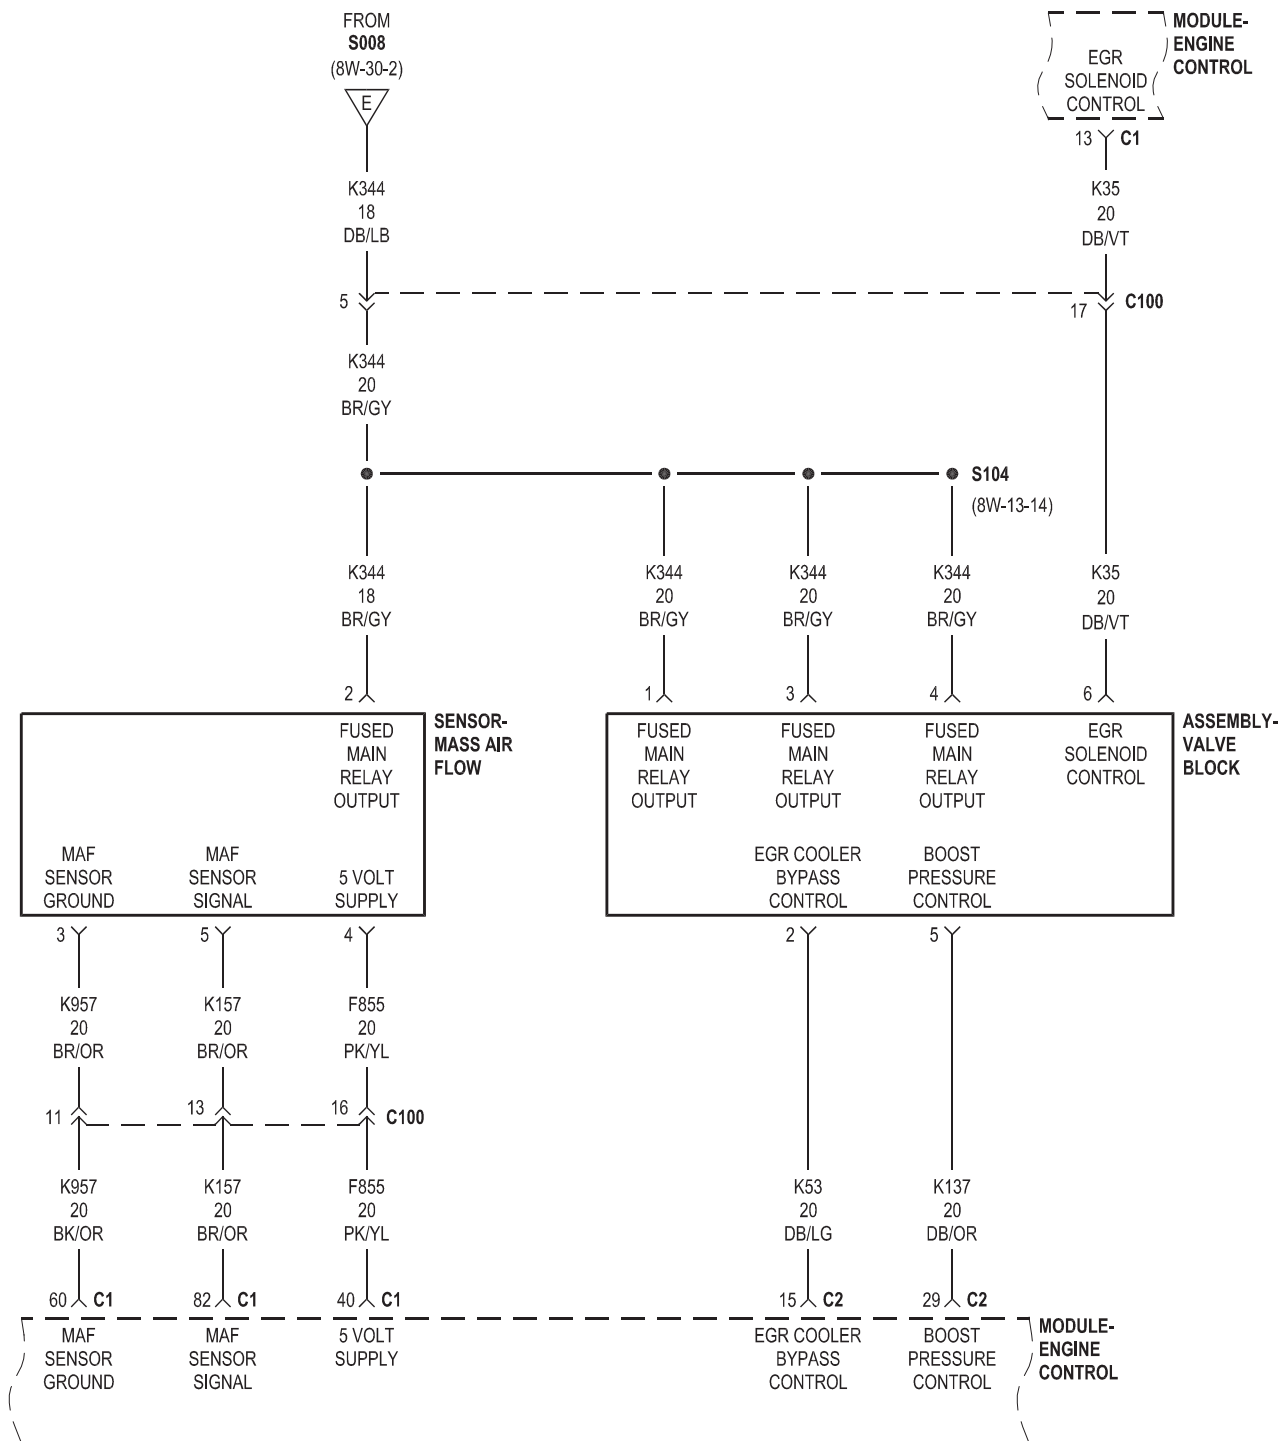 FROM
S008
(8W-30-2)
E
MODULE-
ENGINE
CONTROL
EGR
SOLENOID
CONTROL
13
C1
K344
18
DB/LB
K35
20
DB/VT
5
17
C100
K344
20
BR/GY
S104
(8W-13-14)
K344
18
BR/GY
K344
20
BR/GY
K344
20
BR/GY
K344
20
BR/GY
K35
20
DB/VT
2
1
3
4
6
FUSED
MAIN
RELAY
OUTPUT
SENSOR-
MASS AIR
FLOW
FUSED
MAIN
RELAY
OUTPUT
FUSED
MAIN
RELAY
OUTPUT
FUSED
MAIN
RELAY
OUTPUT
EGR
SOLENOID
CONTROL
ASSEMBLY-
VALVE
BLOCK
MAF
SENSOR
GROUND
MAF
SENSOR
SIGNAL
5 VOLT
SUPPLY
EGR COOLER
BYPASS
CONTROL
BOOST
PRESSURE
CONTROL
3
5
4
2
5
K957
20
BR/OR
K157
20
BR/OR
F855
20
PK/YL
11
13
16
C100
K957
20
BK/OR
K157
20
BR/OR
F855
20
PK/YL
K53
20
DB/LG
K137
20
DB/OR
60 C1
82 C1
40 C1
15 C2
29 C2
MAF
SENSOR
GROUND
MAF
SENSOR
SIGNAL
5 VOLT
SUPPLY
EGR COOLER
BYPASS
CONTROL
BOOST
PRESSURE
CONTROL
MODULE-
ENGINE
CONTROL